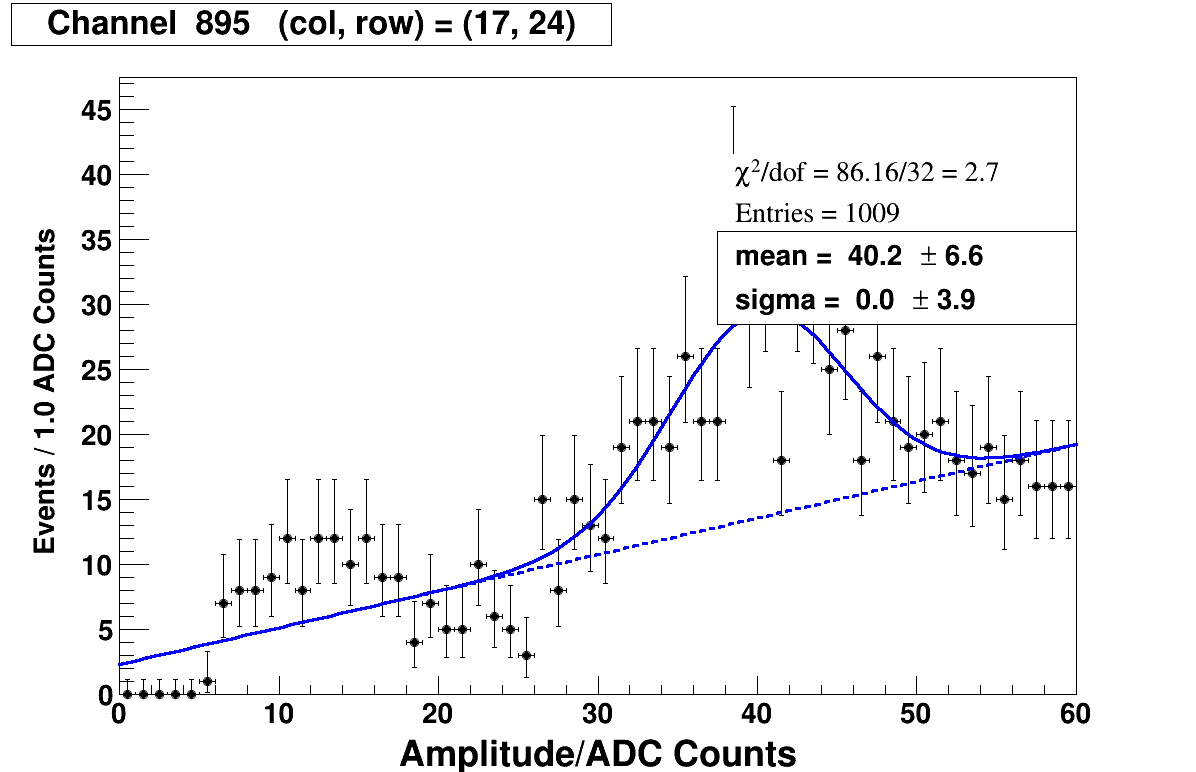 Channel 895 (col, row) = (17, 24)
χ²/dof = 86.16/32 = 2.7
Entries = 1009
mean = 40.2 ± 6.6
sigma = 0.0 ± 3.9
Events / 1.0 ADC Counts
45
40
35
30
25
20
15
10
5
0
0 10 20 30 40 50 60
Amplitude/ADC Counts